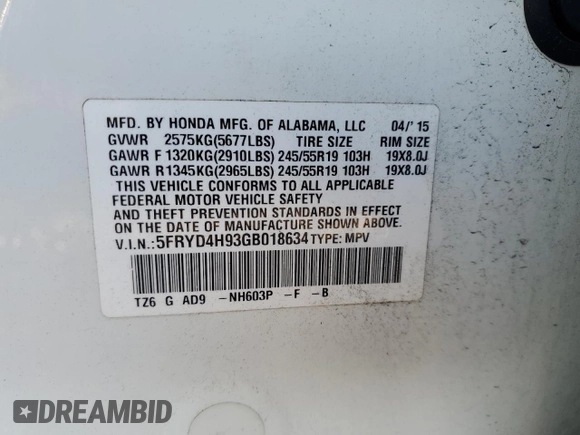 MFD. BY HONDA MFG. OF ALABAMA, LLC 04/'15
GVWR 2575KG(5677LBS) TIRE SIZE RIM SIZE
GAWR F 1320KG(2910LBS) 245/55R19 103H 19X8.0J
GAWR R1345KG(2965LBS) 245/55R19 103H 19X8.0J
THIS VEHICLE CONFORMS TO ALL APPLICABLE
FEDERAL MOTOR VEHICLE SAFETY
AND THEFT PREVENTION STANDARDS IN EFFECT
ON THE DATE OF MANUFACTURE SHOWN ABOVE.
V.I.N.: 5FRYD4H93GB018634 TYPE: MPV
TZ6 G AD9 -NH603P -F -B
DREAMBID